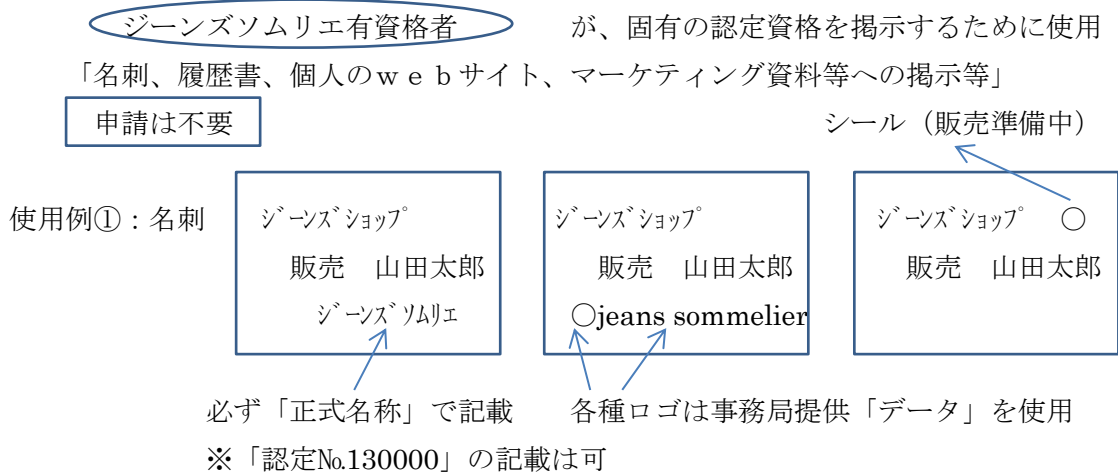 ジーンズソムリエ有資格者 が、固有の認定資格を掲示するために使用
「名刺、履歴書、個人のｗｅｂサイト、マーケティング資料等への掲示等」
申請は不要
シール（販売準備中）
使用例①：名刺
ｼﾞｰﾝｽﾞｼｮｯﾌﾟ
販売　山田太郎
ｼﾞｰﾝｽﾞｿﾑﾘｴ
ｼﾞｰﾝｽﾞｼｮｯﾌﾟ
販売　山田太郎
○jeans sommelier
ｼﾞｰﾝｽﾞｼｮｯﾌﾟ　○
販売　山田太郎
必ず「正式名称」で記載
各種ロゴは事務局提供「データ」を使用
※「認定№130000」の記載は可